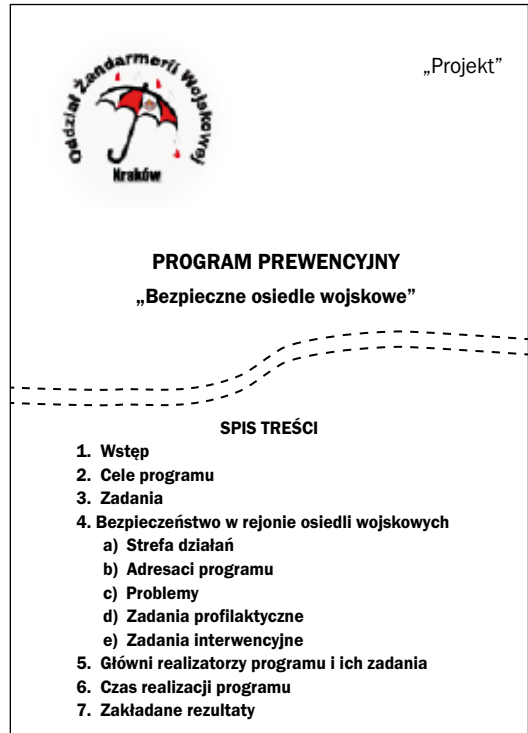 Oddział Żandarmerii Wojskowej
Kraków
„Projekt”
PROGRAM PREWENCYJNY
„Bezpieczne osiedle wojskowe”
SPIS TREŚCI
1. Wstęp
2. Cele programu
3. Zadania
4. Bezpieczeństwo w rejonie osiedli wojskowych
a) Strefa działań
b) Adresaci programu
c) Problemy
d) Zadania profilaktyczne
e) Zadania interwencyjne
5. Główni realizatorzy programu i ich zadania
6. Czas realizacji programu
7. Zakładane rezultaty